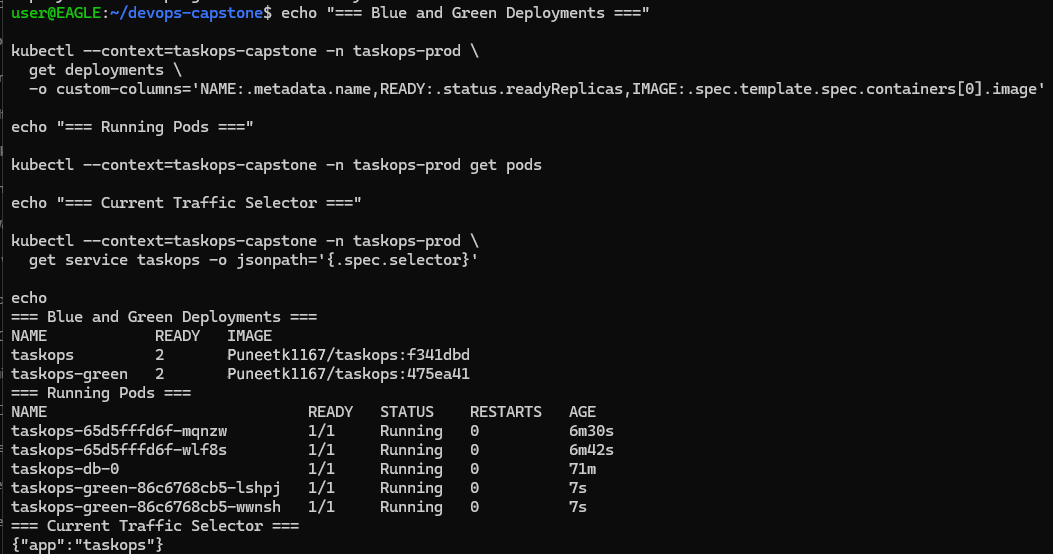 user@EAGLE:~/devops-capstone$ echo "=== Blue and Green Deployments ==="
kubectl --context=taskops-capstone -n taskops-prod \
get deployments \
-o custom-columns='NAME:.metadata.name,READY:.status.readyReplicas,IMAGE:.spec.template.spec.containers[0].image'
echo "=== Running Pods ==="
kubectl --context=taskops-capstone -n taskops-prod get pods
echo "=== Current Traffic Selector ==="
kubectl --context=taskops-capstone -n taskops-prod \
get service taskops -o jsonpath='{.spec.selector}'
echo
=== Blue and Green Deployments ===
NAME READY IMAGE
taskops 2 Puneetk1167/taskops:f341dbd
taskops-green 2 Puneetk1167/taskops:475ea41
=== Running Pods ===
NAME READY STATUS RESTARTS AGE
taskops-65d5fffd6f-mqnzw 1/1 Running 0 6m30s
taskops-65d5fffd6f-wlf8s 1/1 Running 0 6m42s
taskops-db-0 1/1 Running 0 71m
taskops-green-86c6768cb5-lshpj 1/1 Running 0 7s
taskops-green-86c6768cb5-wwnsh 1/1 Running 0 7s
=== Current Traffic Selector ===
{"app":"taskops"}